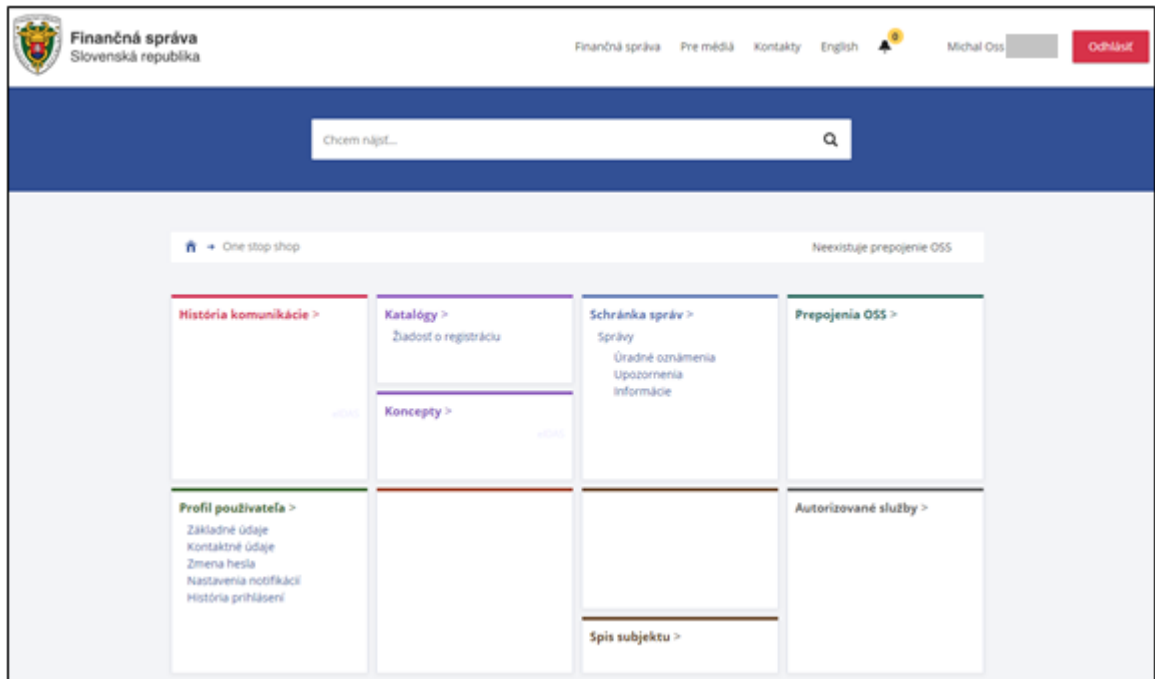 Finančná správa
Slovenská republika
Finančná správa Pre médiá Kontakty English 0 Michal Oss Odhlásiť
Chcem nájsť...
One stop shop Neexistuje prepojenie OSS
História komunikácie >
Katalógy >
Žiadosť o registráciu
Koncepty >
Schránka správ >
Správy
Úradné oznámenia
Upozornenia
Informácie
Prepojenia OSS >
Profil používateľa >
Základné údaje
Kontaktné údaje
Zmena hesla
Nastavenia notifikácií
História prihlásení
Spis subjektu >
Autorizované služby >